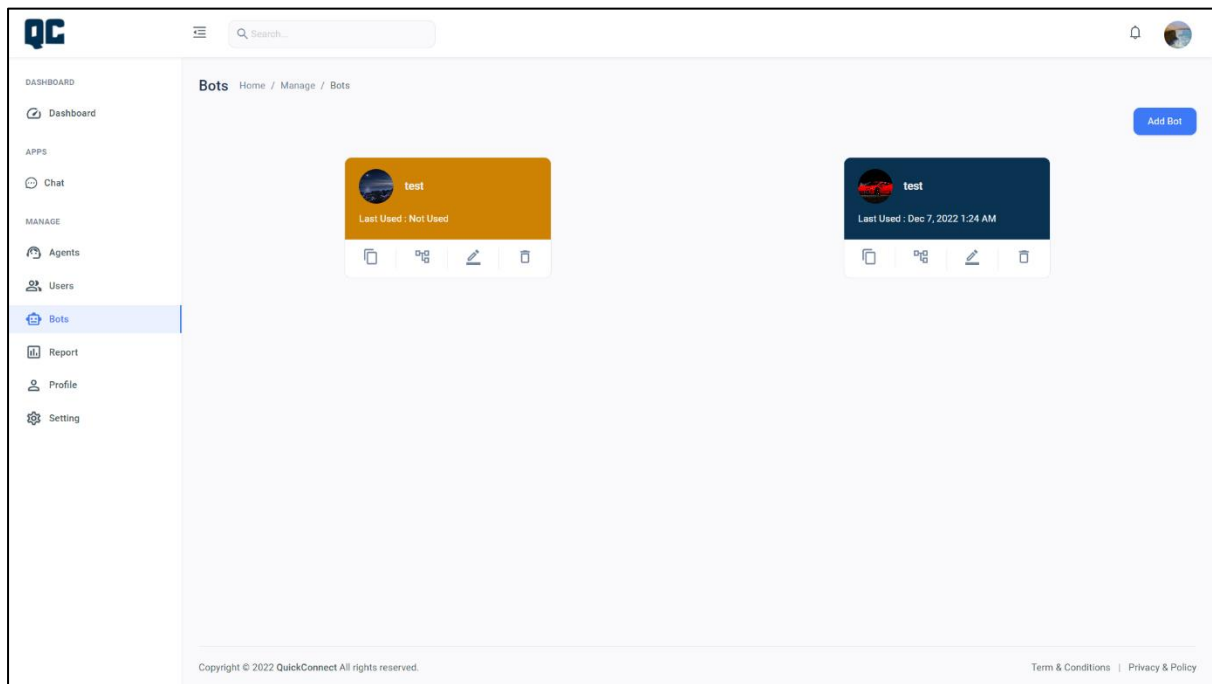 QC
Search...
DASHBOARD
Dashboard
APPS
Chat
MANAGE
Agents
Users
Bots
Report
Profile
Setting
Bots Home / Manage / Bots
Add Bot
test
Last Used : Not Used
test
Last Used : Dec 7, 2022 1:24 AM
Copyright © 2022 QuickConnect All rights reserved.
Term & Conditions | Privacy & Policy